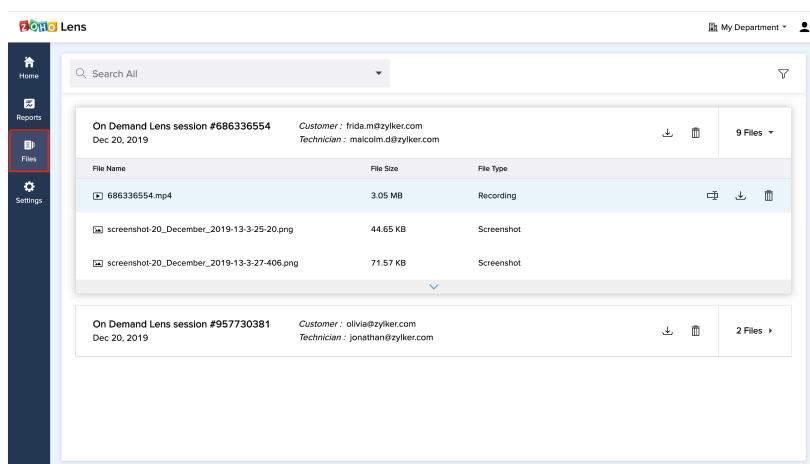 ZOHO Lens
My Department
Home
Reports
Files
Settings
Search All
On Demand Lens session #686336554
Dec 20, 2019
Customer : frida.m@zylker.com
Technician : malcolm.d@zylker.com
9 Files
File Name File Size File Type
686336554.mp4 3.05 MB Recording
screenshot-20_December_2019-13-3-25-20.png 44.65 KB Screenshot
screenshot-20_December_2019-13-3-27-406.png 71.57 KB Screenshot
On Demand Lens session #957730381
Dec 20, 2019
Customer : olivia@zylker.com
Technician : jonathan@zylker.com
2 Files